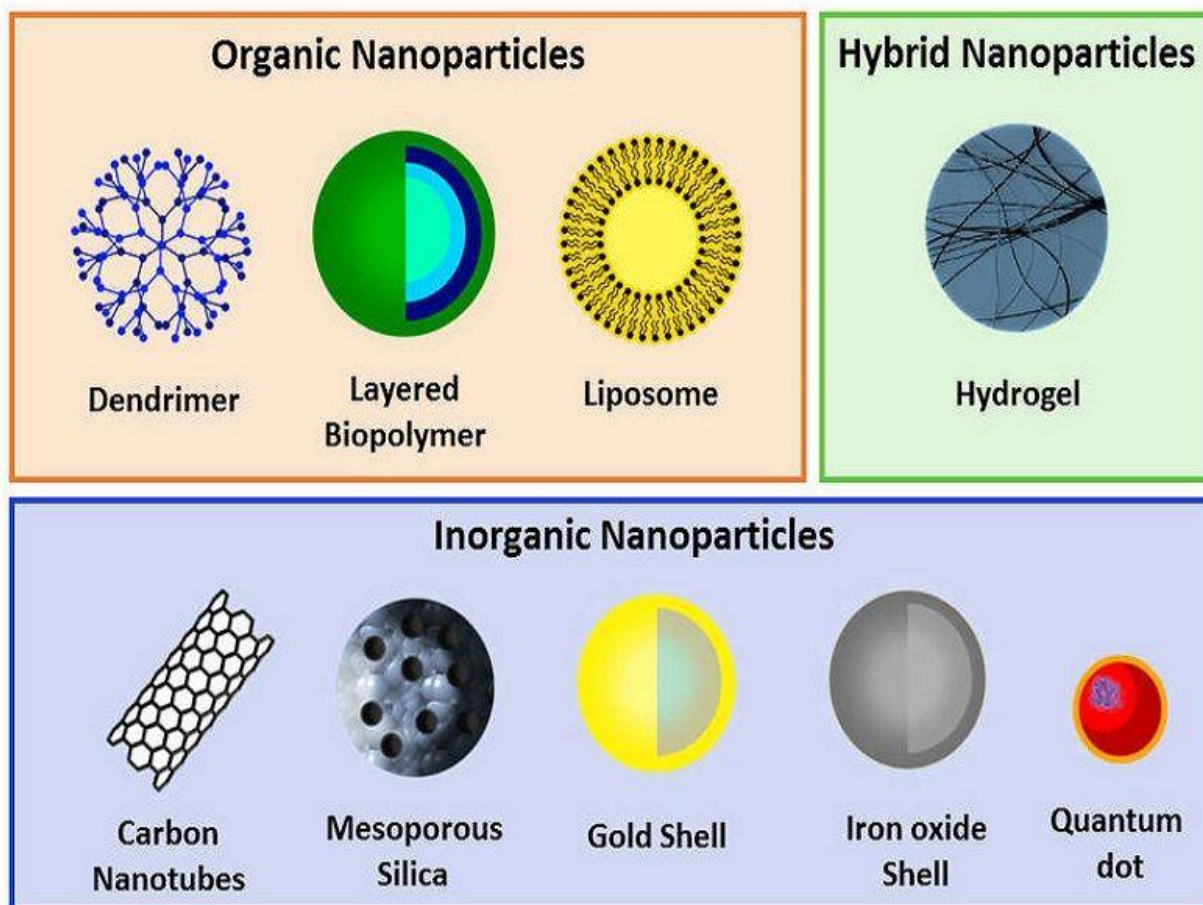 Organic Nanoparticles
Dendrimer
Layered
Biopolymer
Liposome
Hybrid Nanoparticles
Hydrogel
Inorganic Nanoparticles
Carbon
Nanotubes
Mesoporous
Silica
Gold Shell
Iron oxide
Shell
Quantum
dot